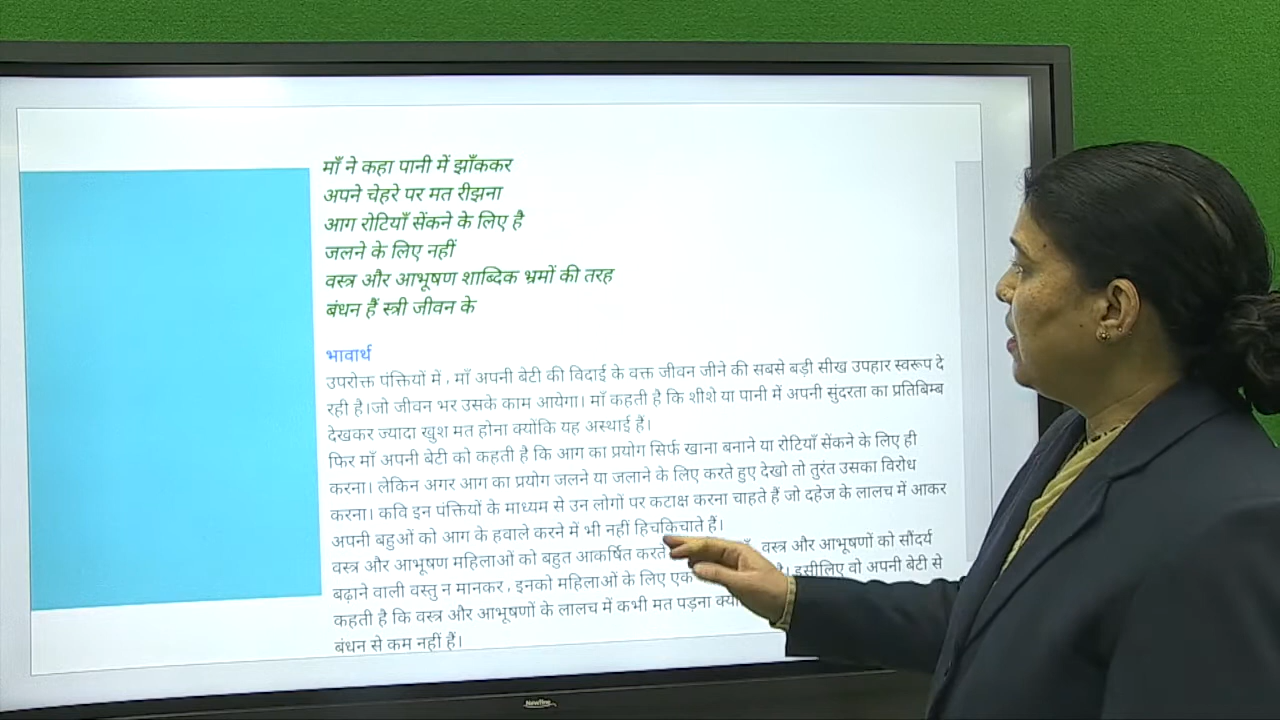 माँ ने कहा पानी में झाँककर
अपने चेहरे पर मत रीझना
आग रोटियाँ सेंकने के लिए है
जलने के लिए नहीं
वस्त्र और आभूषण शाब्दिक भ्रमों की तरह
बंधन हैं स्त्री जीवन के
भावार्थ
उपरोक्त पंक्तियों में , माँ अपनी बेटी की विदाई के वक्त जीवन जीने की सबसे बड़ी सीख उपहार स्वरूप दे
रही है।जो जीवन भर उसके काम आयेगा। माँ कहती है कि शीशे या पानी में अपनी सुंदरता का प्रतिबिम्ब
देखकर ज्यादा खुश मत होना क्योंकि यह अस्थाई हैं।
फिर माँ अपनी बेटी को कहती है कि आग का प्रयोग सिर्फ खाना बनाने या रोटियाँ सेंकने के लिए ही
करना। लेकिन अगर आग का प्रयोग जलने या जलाने के लिए करते हुए देखो तो तुरंत उसका विरोध
करना। कवि इन पंक्तियों के माध्यम से उन लोगों पर कटाक्ष करना चाहते हैं जो दहेज के लालच में आकर
अपनी बहुओं को आग के हवाले करने में भी नहीं हिचकिचाते हैं।
वस्त्र और आभूषण महिलाओं को बहुत आकर्षित करते , वस्त्र और आभूषणों को सौंदर्य
बढ़ाने वाली वस्तु न मानकर , इनको महिलाओं के लिए एक है। इसीलिए वो अपनी बेटी से
कहती है कि वस्त्र और आभूषणों के लालच में कभी मत पड़ना
बंधन से कम नहीं हैं।
NewTing